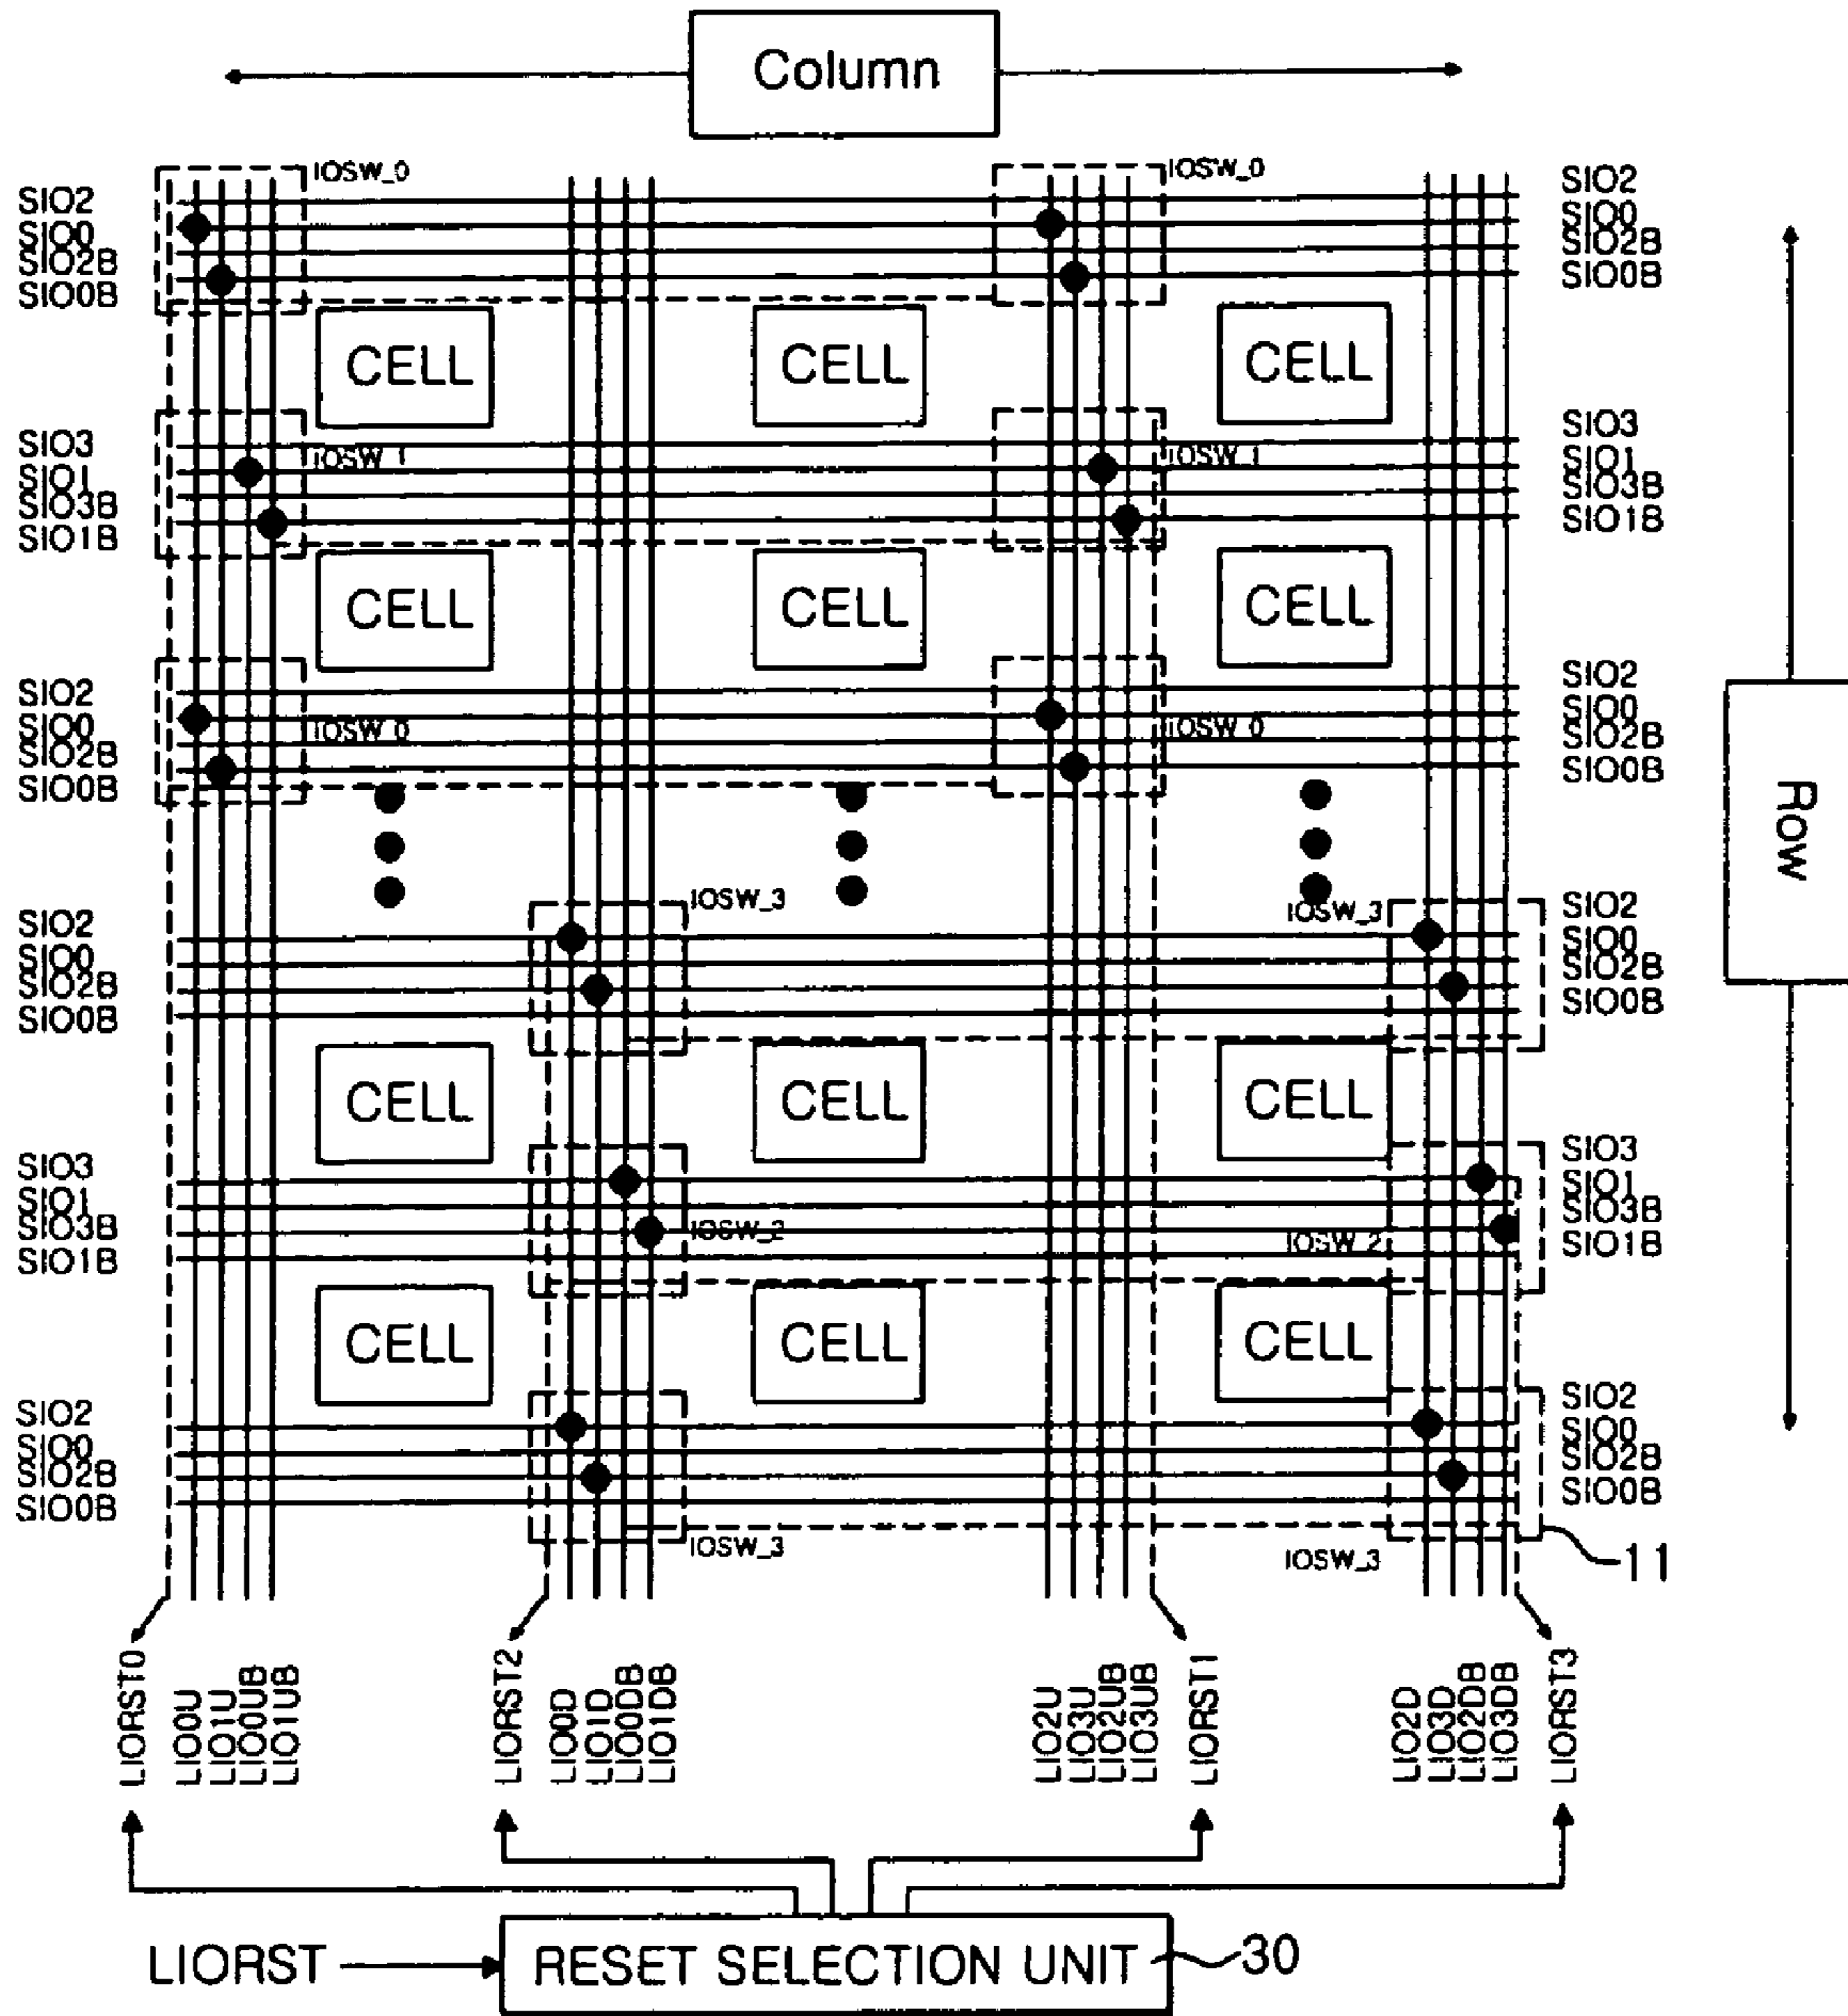 Column
IOSW_0 IOSW_0
SIO2 SIO2
SIO0 SIO0
SIO2B SIO2B
SIO0B SIO0B
CELL CELL CELL
SIO3 SIO3
SIO1 IOSW_1 IOSW_1 SIO1
SIO3B SIO3B
SIO1B SIO1B
CELL CELL CELL
SIO2 SIO2
SIO0 IOSW_0 IOSW_0 SIO0
SIO2B SIO2B
SIO0B SIO0B
Row
IOSW_3 IOSW_3
SIO2 SIO2
SIO0 SIO0
SIO2B SIO2B
SIO0B SIO0B
CELL CELL CELL
SIO3 SIO3
SIO1 SIO1
SIO3B IOSW_2 IOSW_2 SIO3B
SIO1B SIO1B
CELL CELL CELL
SIO2 SIO2
SIO0 SIO0
SIO2B SIO2B
SIO0B SIO0B
IOSW_3 IOSW_3 11
LIORST0
LIO0U
LIO1U
LIO0UB
LIO1UB
LIORST2
LIO0D
LIO1D
LIO0DB
LIO1DB
LIO2U
LIO3U
LIO2UB
LIO3UB
LIORST1
LIO2D
LIO3D
LIO2DB
LIO3DB
LIORST3
LIORST RESET SELECTION UNIT 30